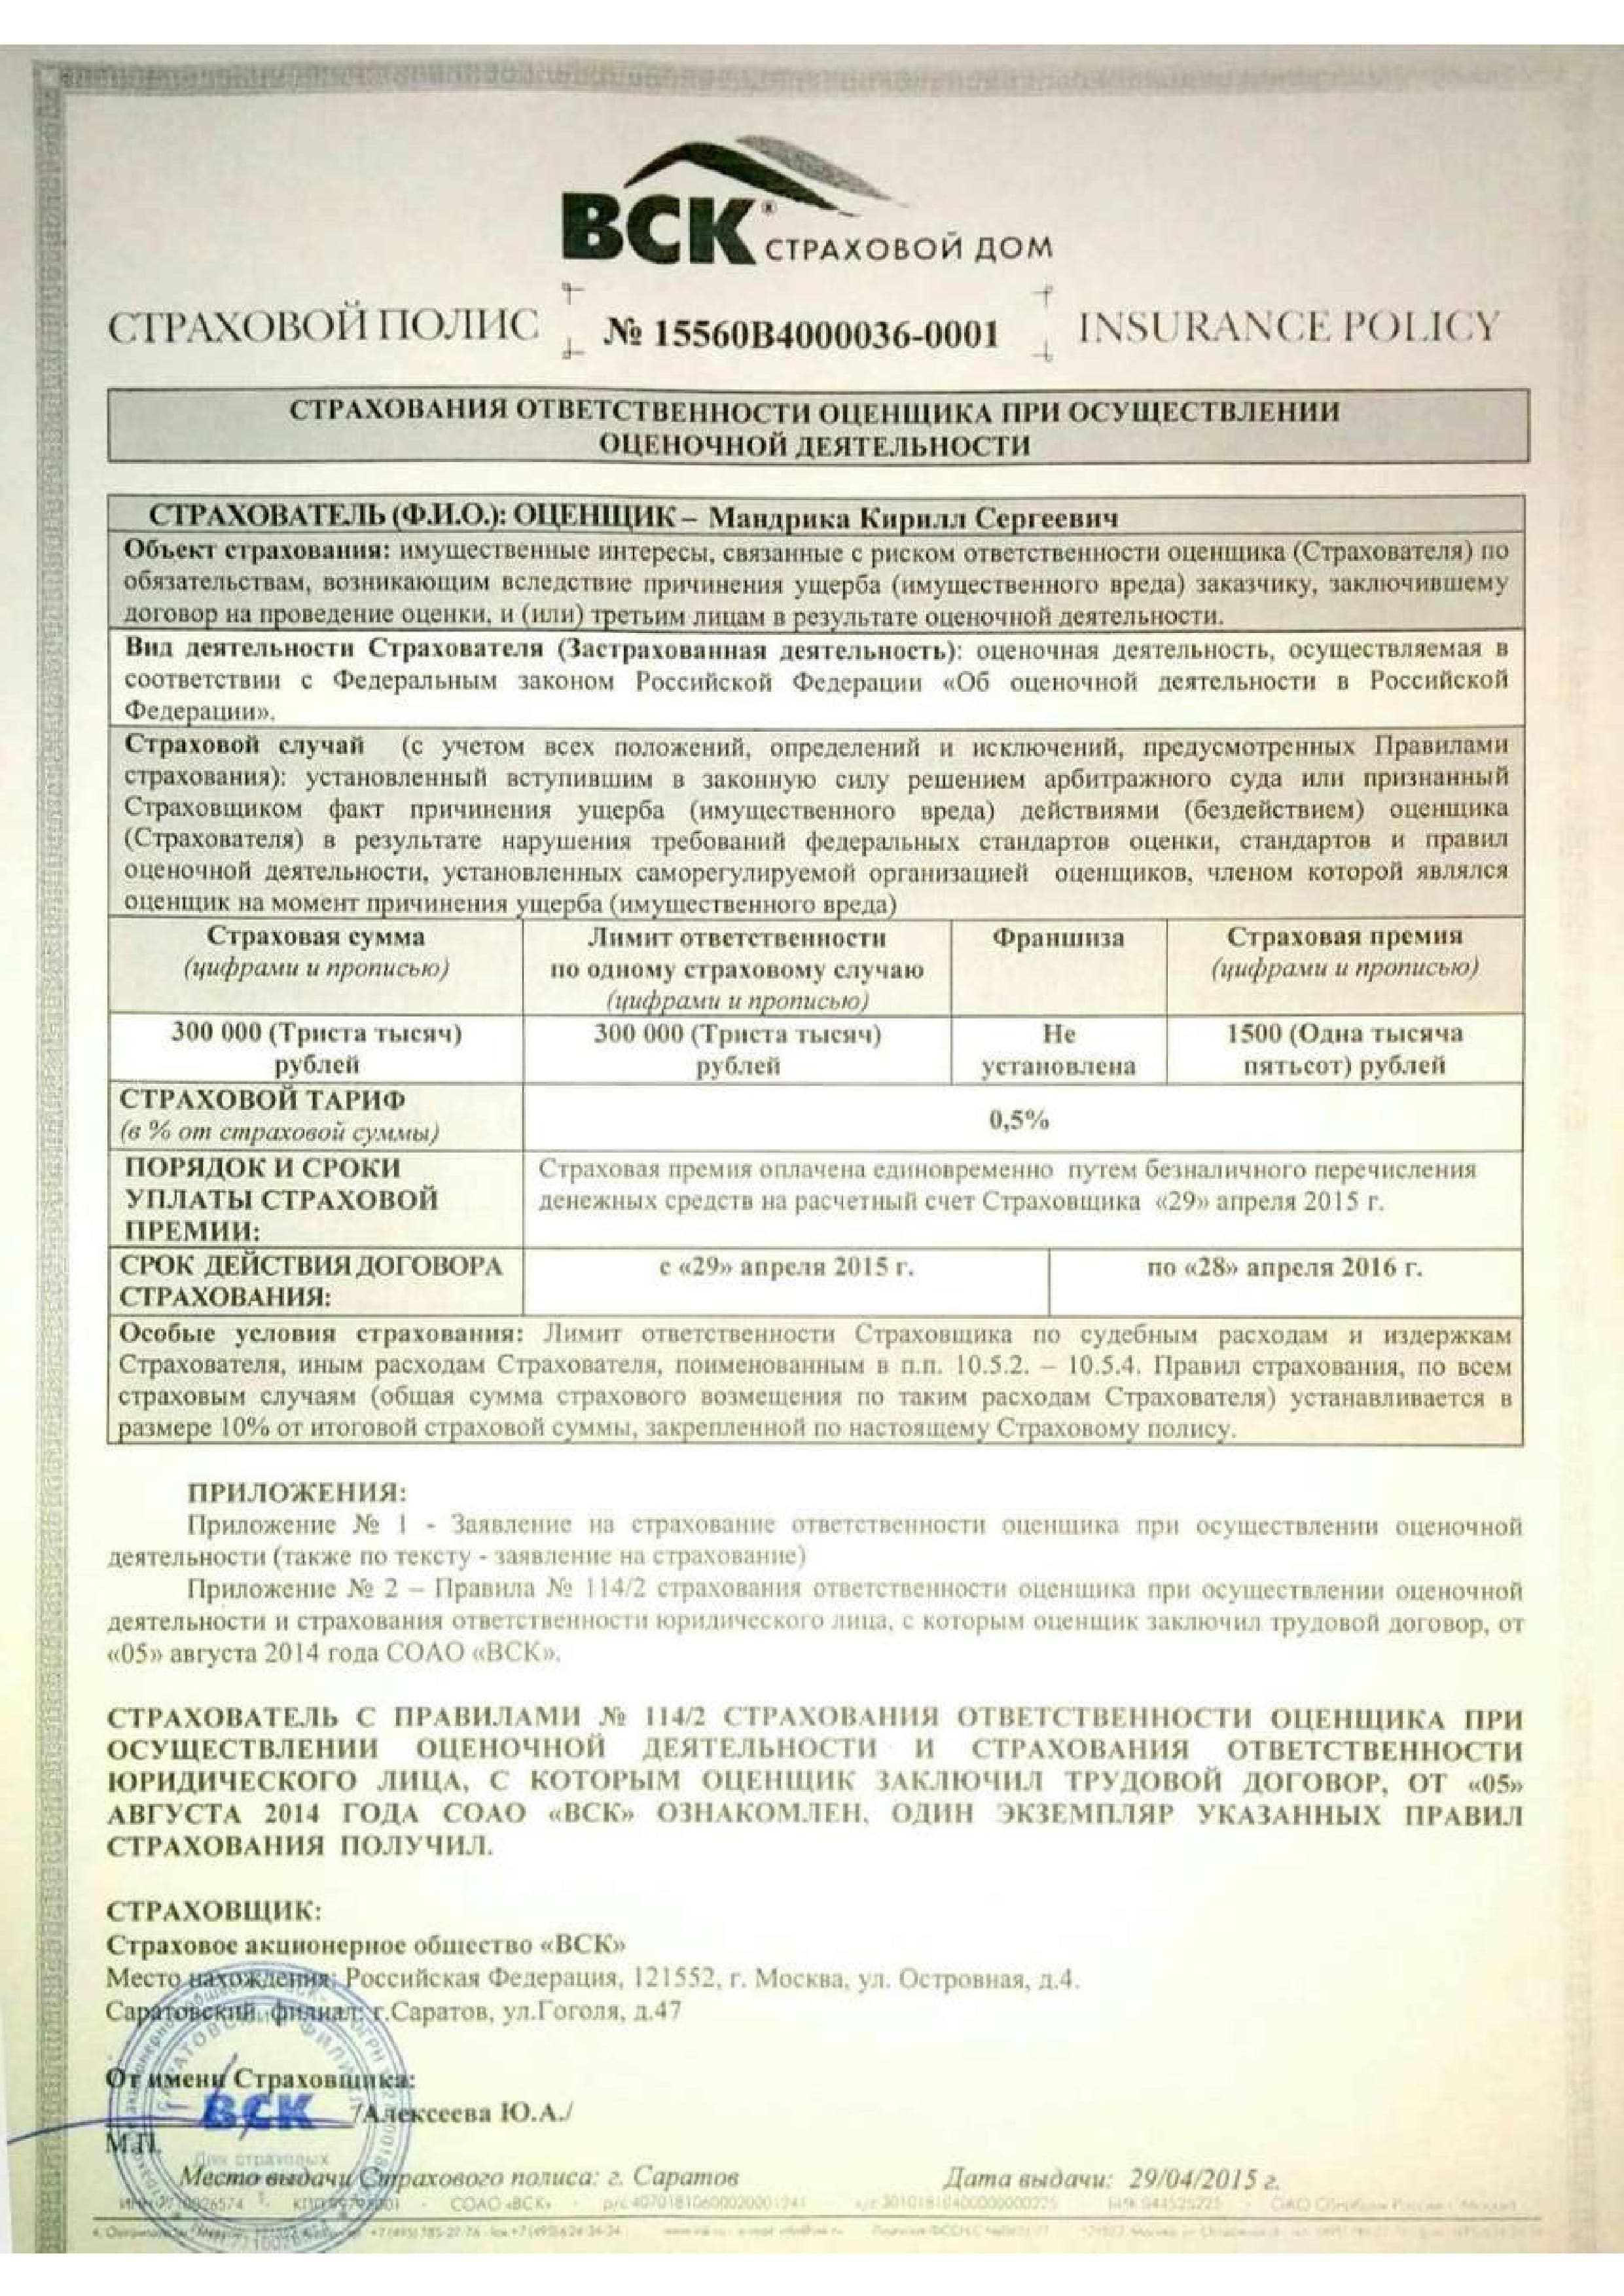 ВСК®
СТРАХОВОЙ ДОМ
СТРАХОВОЙ ПОЛИС № 15560B4000036-0001 INSURANCE POLICY
СТРАХОВАНИЯ ОТВЕТСТВЕННОСТИ ОЦЕНЩИКА ПРИ ОСУЩЕСТВЛЕНИИ
ОЦЕНОЧНОЙ ДЕЯТЕЛЬНОСТИ
СТРАХОВАТЕЛЬ (Ф.И.О.): ОЦЕНЩИК – Мандрика Кирилл Сергеевич
Объект страхования: имущественные интересы, связанные с риском ответственности оценщика (Страхователя) по
обязательствам, возникающим вследствие причинения ущерба (имущественного вреда) заказчику, заключившему
договор на проведение оценки, и (или) третьим лицам в результате оценочной деятельности.
Вид деятельности Страхователя (Застрахованная деятельность): оценочная деятельность, осуществляемая в
соответствии с Федеральным законом Российской Федерации «Об оценочной деятельности в Российской
Федерации».
Страховой случай (с учетом всех положений, определений и исключений, предусмотренных Правилами
страхования): установленный вступившим в законную силу решением арбитражного суда или признанный
Страховщиком факт причинения ущерба (имущественного вреда) действиями (бездействием) оценщика
(Страхователя) в результате нарушения требований федеральных стандартов оценки, стандартов и правил
оценочной деятельности, установленных саморегулируемой организацией оценщиков, членом которой являлся
оценщик на момент причинения ущерба (имущественного вреда)
Страховая сумма
(цифрами и прописью)
Лимит ответственности
по одному страховому случаю
(цифрами и прописью)
Франшиза
Страховая премия
(цифрами и прописью)
300 000 (Триста тысяч)
рублей
300 000 (Триста тысяч)
рублей
Не
установлена
1500 (Одна тысяча
пятьсот) рублей
СТРАХОВОЙ ТАРИФ
(в % от страховой суммы)
0,5%
ПОРЯДОК И СРОКИ
УПЛАТЫ СТРАХОВОЙ
ПРЕМИИ:
Страховая премия оплачена единовременно путем безналичного перечисления
денежных средств на расчетный счет Страховщика «29» апреля 2015 г.
СРОК ДЕЙСТВИЯ ДОГОВОРА
СТРАХОВАНИЯ:
с «29» апреля 2015 г.
по «28» апреля 2016 г.
Особые условия страхования: Лимит ответственности Страховщика по судебным расходам и издержкам
Страхователя, иным расходам Страхователя, поименованным в п.п. 10.5.2. – 10.5.4. Правил страхования, по всем
страховым случаям (общая сумма страхового возмещения по таким расходам Страхователя) устанавливается в
размере 10% от итоговой страховой суммы, закрепленной по настоящему Страховому полису.
ПРИЛОЖЕНИЯ:
Приложение № 1 - Заявление на страхование ответственности оценщика при осуществлении оценочной
деятельности (также по тексту - заявление на страхование)
Приложение № 2 – Правила № 114/2 страхования ответственности оценщика при осуществлении оценочной
деятельности и страхования ответственности юридического лица, с которым оценщик заключил трудовой договор, от
«05» августа 2014 года СОАО «ВСК».
СТРАХОВАТЕЛЬ С ПРАВИЛАМИ № 114/2 СТРАХОВАНИЯ ОТВЕТСТВЕННОСТИ ОЦЕНЩИКА ПРИ
ОСУЩЕСТВЛЕНИИ ОЦЕНОЧНОЙ ДЕЯТЕЛЬНОСТИ И СТРАХОВАНИЯ ОТВЕТСТВЕННОСТИ
ЮРИДИЧЕСКОГО ЛИЦА, С КОТОРЫМ ОЦЕНЩИК ЗАКЛЮЧИЛ ТРУДОВОЙ ДОГОВОР, ОТ «05»
АВГУСТА 2014 ГОДА СОАО «ВСК» ОЗНАКОМЛЕН, ОДИН ЭКЗЕМПЛЯР УКАЗАННЫХ ПРАВИЛ
СТРАХОВАНИЯ ПОЛУЧИЛ.
СТРАХОВЩИК:
Страховое акционерное общество «ВСК»
Место нахождения: Российская Федерация, 121552, г. Москва, ул. Островная, д.4.
Саратовский филиал: г.Саратов, ул.Гоголя, д.47
От имени Страховщика:
ВСК /Алексеева Ю.А./
М.П.
Для страховых
Место выдачи Страхового полиса: г. Саратов Дата выдачи: 29/04/2015 г.
ИНН 7710026574 СОАО «ВСК»